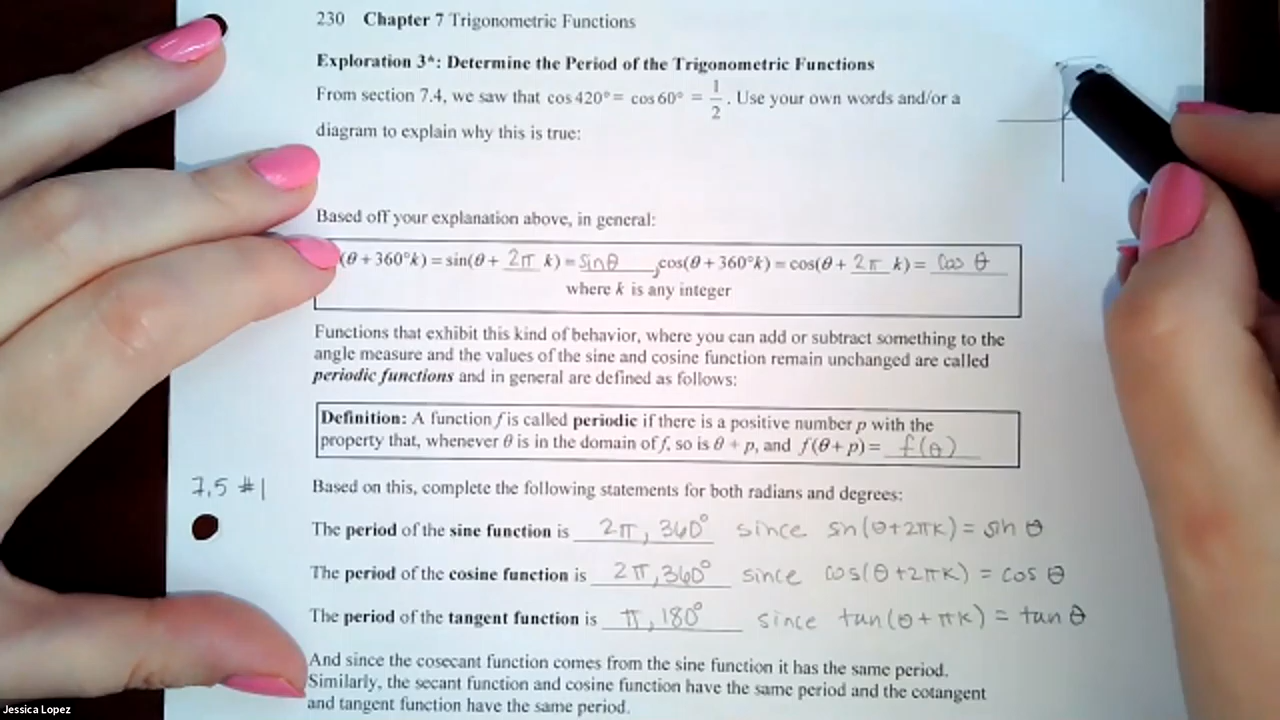 230 Chapter 7 Trigonometric Functions
Exploration 3*: Determine the Period of the Trigonometric Functions
From section 7.4, we saw that cos 420° = cos 60° = 1/2. Use your own words and/or a
diagram to explain why this is true:
Based off your explanation above, in general:
(θ + 360°k) = sin(θ + 2π k) = sinθ, cos(θ + 360°k) = cos(θ + 2π k) = cos θ
where k is any integer
Functions that exhibit this kind of behavior, where you can add or subtract something to the
angle measure and the values of the sine and cosine function remain unchanged are called
periodic functions and in general are defined as follows:
Definition: A function f is called periodic if there is a positive number p with the
property that, whenever θ is in the domain of f, so is θ + p, and f(θ + p) = f(θ)
7.5 #1 Based on this, complete the following statements for both radians and degrees:
The period of the sine function is 2π, 360° since sin(θ+2πk) = sin θ
The period of the cosine function is 2π, 360° since cos(θ+2πk) = cos θ
The period of the tangent function is π, 180° since tan(θ + πk) = tan θ
And since the cosecant function comes from the sine function it has the same period.
Similarly, the secant function and cosine function have the same period and the cotangent
and tangent function have the same period.
Jessica Lopez